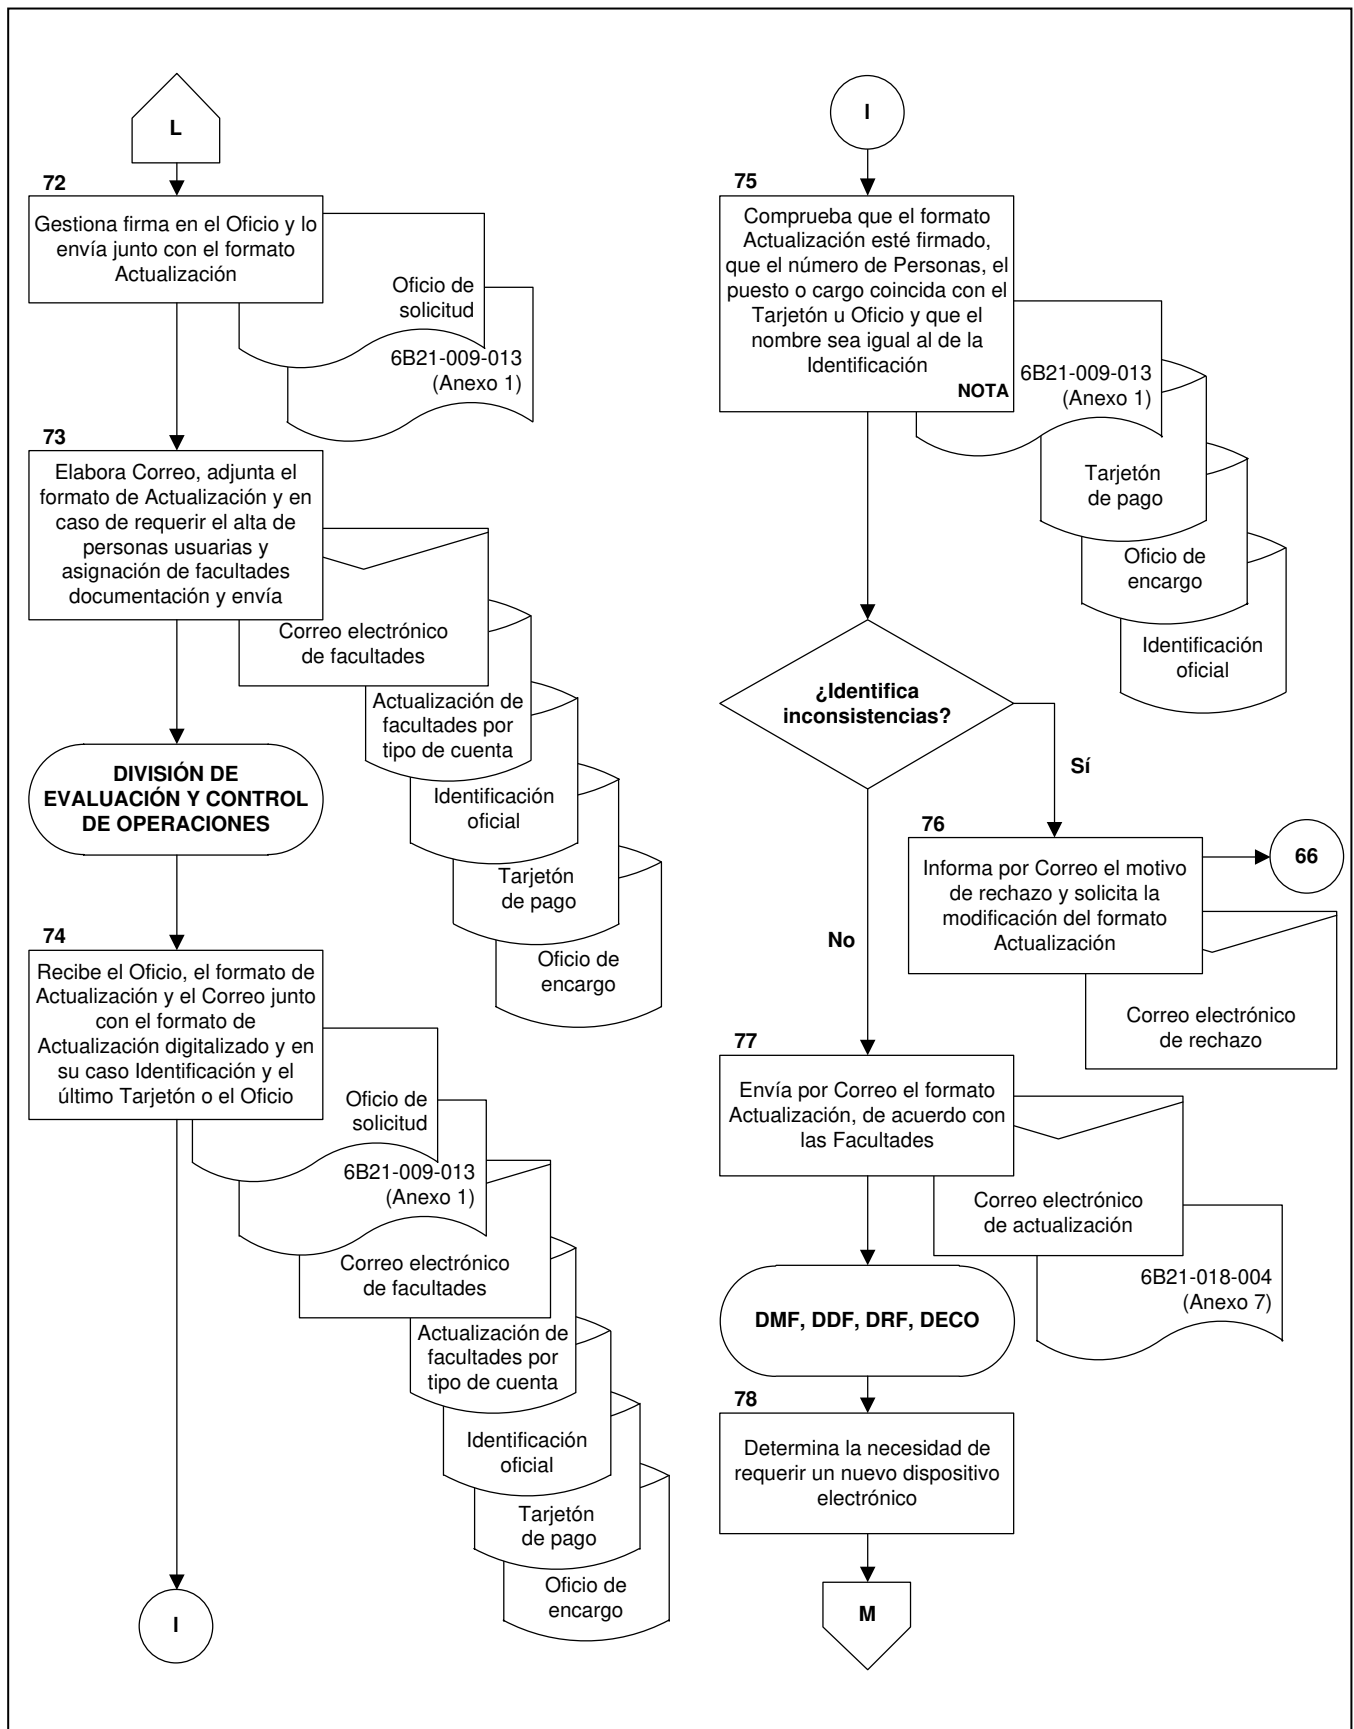 L
72
Gestiona firma en el Oficio y lo
envía junto con el formato
Actualización
Oficio de
solicitud
6B21-009-013
(Anexo 1)
73
Elabora Correo, adjunta el
formato de Actualización y en
caso de requerir el alta de
personas usuarias y
asignación de facultades
documentación y envía
Correo electrónico
de facultades
Actualización de
facultades por
tipo de cuenta
Identificación
oficial
Tarjetón
de pago
Oficio de
encargo
DIVISIÓN DE
EVALUACIÓN Y CONTROL
DE OPERACIONES
74
Recibe el Oficio, el formato de
Actualización y el Correo junto
con el formato de
Actualización digitalizado y en
su caso Identificación y el
último Tarjetón o el Oficio
Oficio de
solicitud
6B21-009-013
(Anexo 1)
Correo electrónico
de facultades
Actualización de
facultades por
tipo de cuenta
Identificación
oficial
Tarjetón
de pago
Oficio de
encargo
I
I
75
Comprueba que el formato
Actualización esté firmado,
que el número de Personas, el
puesto o cargo coincida con el
Tarjetón u Oficio y que el
nombre sea igual al de la
Identificación
NOTA
6B21-009-013
(Anexo 1)
Tarjetón
de pago
Oficio de
encargo
Identificación
oficial
¿Identifica
inconsistencias?
Sí
76
Informa por Correo el motivo
de rechazo y solicita la
modificación del formato
Actualización
66
Correo electrónico
de rechazo
No
77
Envía por Correo el formato
Actualización, de acuerdo con
las Facultades
Correo electrónico
de actualización
6B21-018-004
(Anexo 7)
DMF, DDF, DRF, DECO
78
Determina la necesidad de
requerir un nuevo dispositivo
electrónico
M